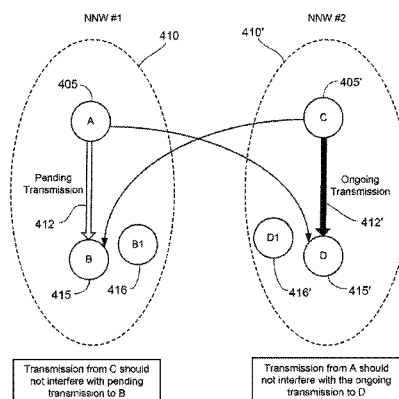 NNW #1
NNW #2
410
410'
405
405'
A
C
Pending
Transmission
Ongoing
Transmission
412
412'
B
B1
D1
D
415
416
416'
415'
Transmission from C should
not interfere with pending
transmission to B
Transmission from A should
not interfere with the ongoing
transmission to D